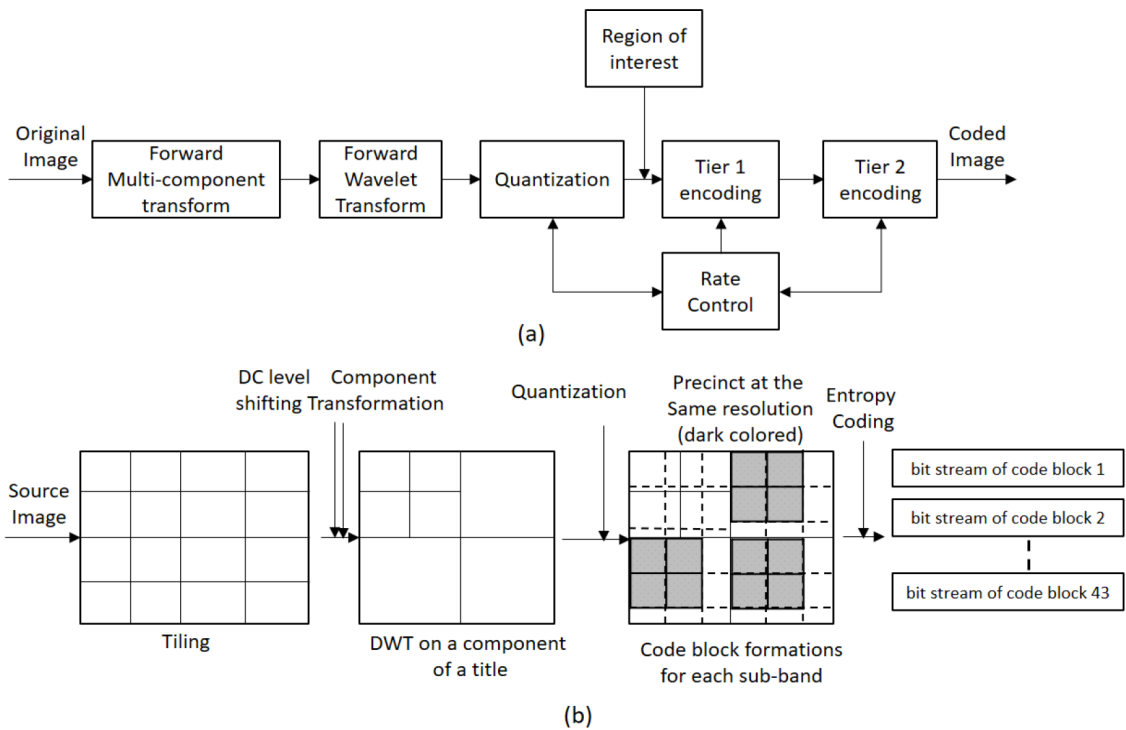 Region of
interest
Original
Image
Forward
Multi-component
transform
Forward
Wavelet
Transform
Quantization
Tier 1
encoding
Tier 2
encoding
Coded
Image
Rate
Control
(a)
DC level
shifting
Component
Transformation
Quantization
Precinct at the
Same resolution
(dark colored)
Entropy
Coding
Source
Image
bit stream of code block 1
bit stream of code block 2
bit stream of code block 43
Tiling
DWT on a component
of a title
Code block formations
for each sub-band
(b)